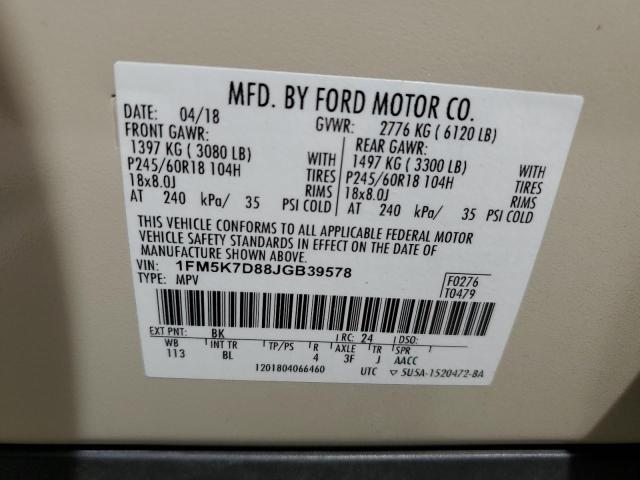 MFD. BY FORD MOTOR CO.
DATE: 04/18 GVWR: 2776 KG ( 6120 LB)
FRONT GAWR: REAR GAWR:
1397 KG ( 3080 LB) WITH 1497 KG ( 3300 LB) WITH
P245/60R18 104H TIRES P245/60R18 104H TIRES
18x8.0J RIMS 18x8.0J RIMS
AT 240 kPa/ 35 PSI COLD AT 240 kPa/ 35 PSI COLD
THIS VEHICLE CONFORMS TO ALL APPLICABLE FEDERAL MOTOR
VEHICLE SAFETY STANDARDS IN EFFECT ON THE DATE OF
MANUFACTURE SHOWN ABOVE.
VIN: 1FM5K7D88JGB39578 F0276
TYPE: MPV T0479
EXT PNT: BK RC: 24 DSO:
WB INT TR TP/PS R AXLE TR SPR
113 BL 4 3F J AACC
1201804066460 UTC ▽ 5U5A-1520472-BA